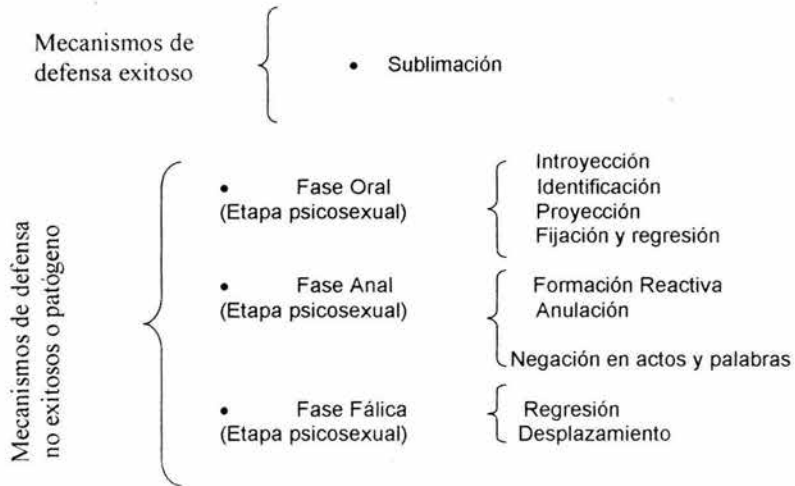 Mecanismos de
defensa exitoso
• Sublimación
Mecanismos de defensa
no exitosos o patógeno
• Fase Oral
(Etapa psicosexual)
Introyección
Identificación
Proyección
Fijación y regresión
• Fase Anal
(Etapa psicosexual)
Formación Reactiva
Anulación
Negación en actos y palabras
• Fase Fálica
(Etapa psicosexual)
Regresión
Desplazamiento